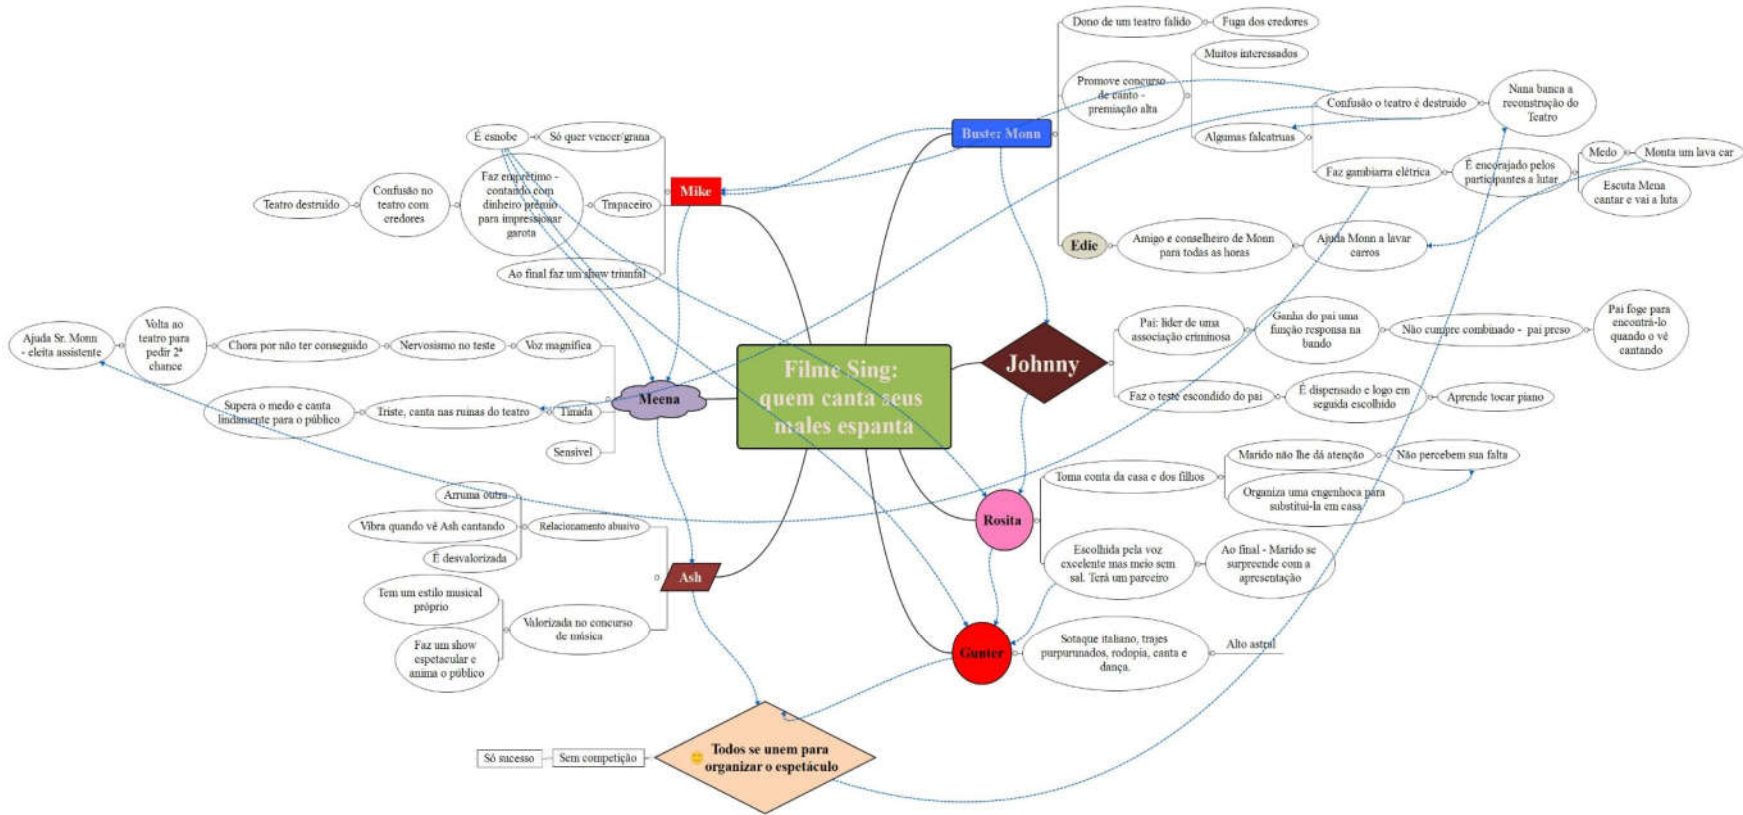 Filme Sing:
quem canta seus
males espanta
Buster Monn
Dono de um teatro falido
Fuga dos credores
Promove concurso
de canto -
premiação alta
Muitos interessados
Algumas falcatruas
Confusão o teatro é destruído
Nana banca a
reconstrução do
Teatro
Faz gambiarra elétrica
É encorajado pelos
participantes a lutar
Medo
Monta um lava car
Escuta Mena
cantar e vai a luta
Edie
Amigo e conselheiro de Monn
para todas as horas
Ajuda Monn a lavar
carros
Johnny
Pai: líder de uma
associação criminosa
Ganha do pai uma
função responsa na
bando
Não cumpre combinado - pai preso
Pai foge para
encontrá-lo
quando o vê
cantando
Faz o teste escondido do pai
É dispensado e logo em
seguida escolhido
Aprende tocar piano
Rosita
Toma conta da casa e dos filhos
Marido não lhe dá atenção
Não percebem sua falta
Organiza uma engenhoca para
substituí-la em casa
Escolhida pela voz
excelente mas meio sem
sal. Terá um parceiro
Ao final - Marido se
surpreende com a
apresentação
Gunter
Sotaque italiano, trajes
purpurunados, rodopia, canta e
dança.
Alto astral
Mike
É esnobe
Só quer vencer/grana
Trapaceiro
Faz emprétimo -
contando com
dinheiro prêmio
para impressionar
garota
Confusão no
teatro com
credores
Teatro destruído
Ao final faz um show triunfal
Meena
Voz magnífica
Nervosismo no teste
Chora por não ter conseguido
Volta ao
teatro para
pedir 2ª
chance
Ajuda Sr. Monn
- eleita assistente
Tímida
Triste, canta nas ruinas do teatro
Supera o medo e canta
lindamente para o público
Sensível
Ash
Relacionamento abusivo
Arruma outra
Vibra quando vê Ash cantando
É desvalorizada
Valorizada no concurso
de música
Tem um estilo musical
próprio
Faz um show
espetacular e
anima o público
Todos se unem para
organizar o espetáculo
Sem competição
Só sucesso